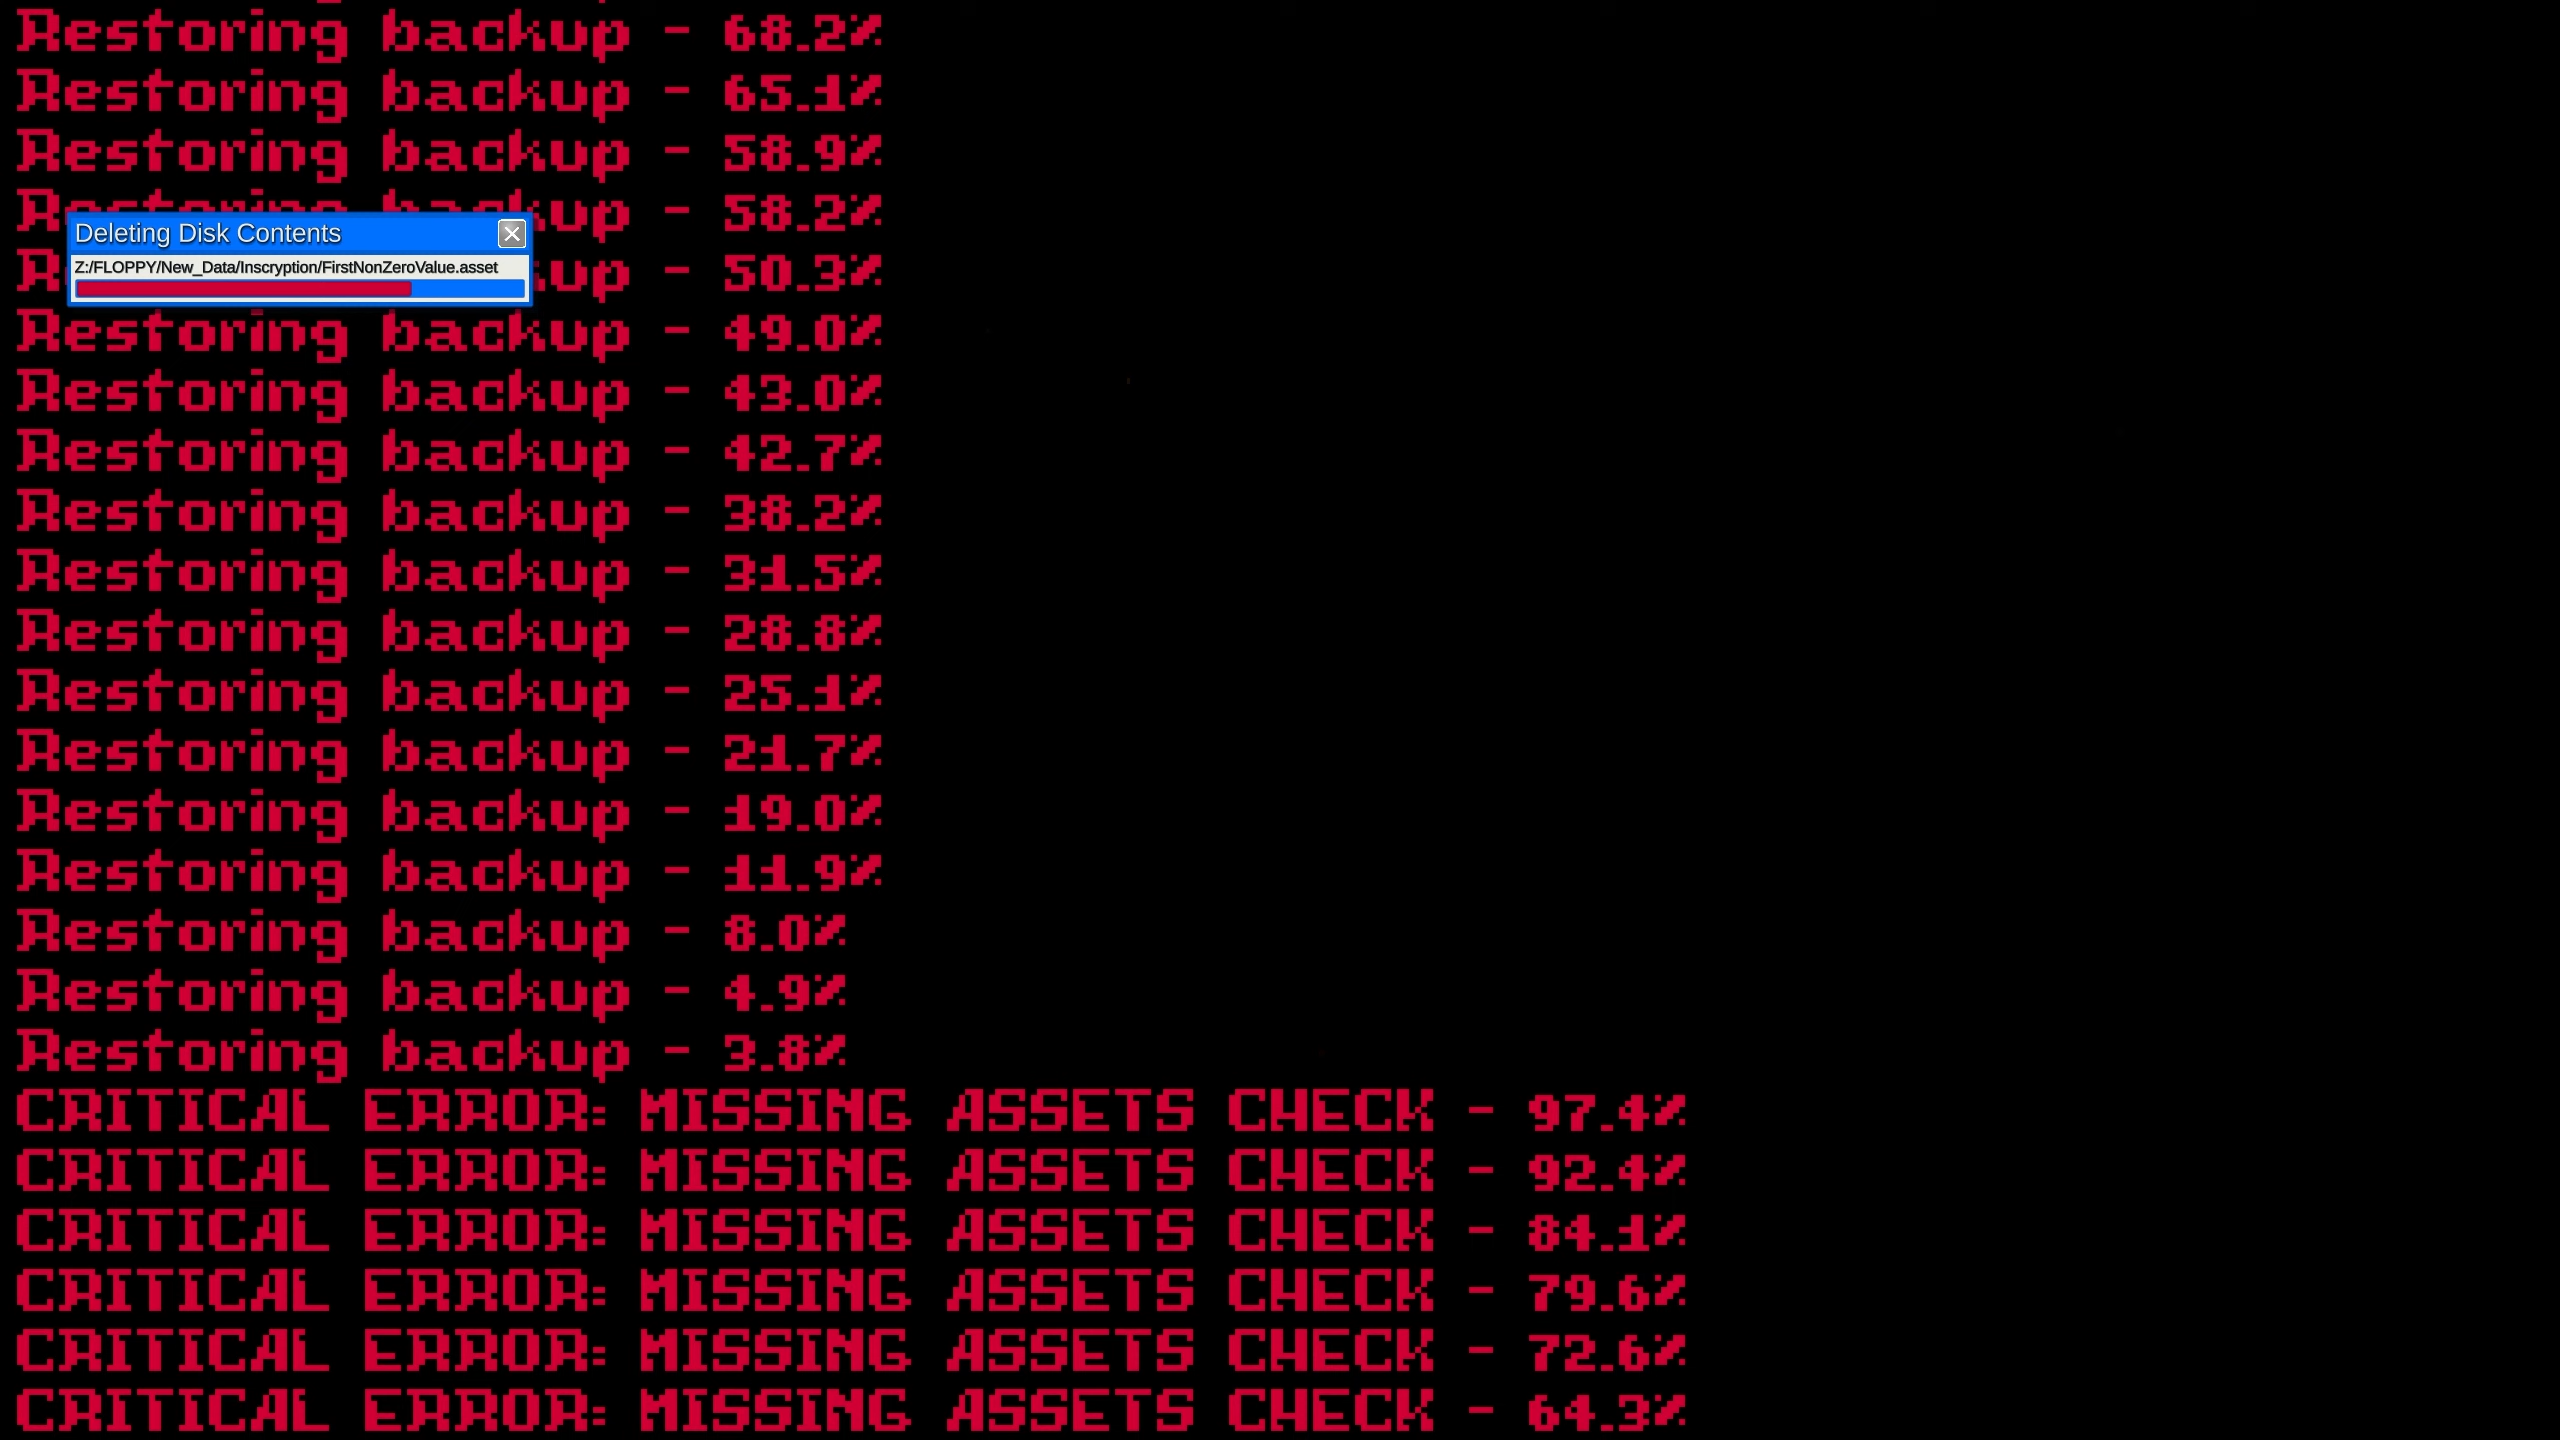 Restoring backup - 68.2%
Restoring backup - 65.1%
Restoring backup - 58.9%
Restoring backup - 58.2%
Deleting Disk Contents
Z:/FLOPPY/New_Data/Inscryption/FirstNonZeroValue.asset
Restoring backup - 50.3%
Restoring backup - 49.0%
Restoring backup - 43.0%
Restoring backup - 42.7%
Restoring backup - 38.2%
Restoring backup - 31.5%
Restoring backup - 28.8%
Restoring backup - 25.1%
Restoring backup - 21.7%
Restoring backup - 19.0%
Restoring backup - 11.9%
Restoring backup - 8.0%
Restoring backup - 4.9%
Restoring backup - 3.8%
CRITICAL ERROR: MISSING ASSETS CHECK - 97.4%
CRITICAL ERROR: MISSING ASSETS CHECK - 92.4%
CRITICAL ERROR: MISSING ASSETS CHECK - 84.1%
CRITICAL ERROR: MISSING ASSETS CHECK - 79.6%
CRITICAL ERROR: MISSING ASSETS CHECK - 72.6%
CRITICAL ERROR: MISSING ASSETS CHECK - 64.3%